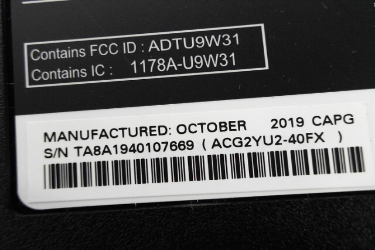 Contains FCC ID : ADTU9W31
Contains IC : 1178A-U9W31
MANUFACTURED: OCTOBER 2019 CAPG
S/N TA8A1940107669 ( ACG2YU2-40FX )